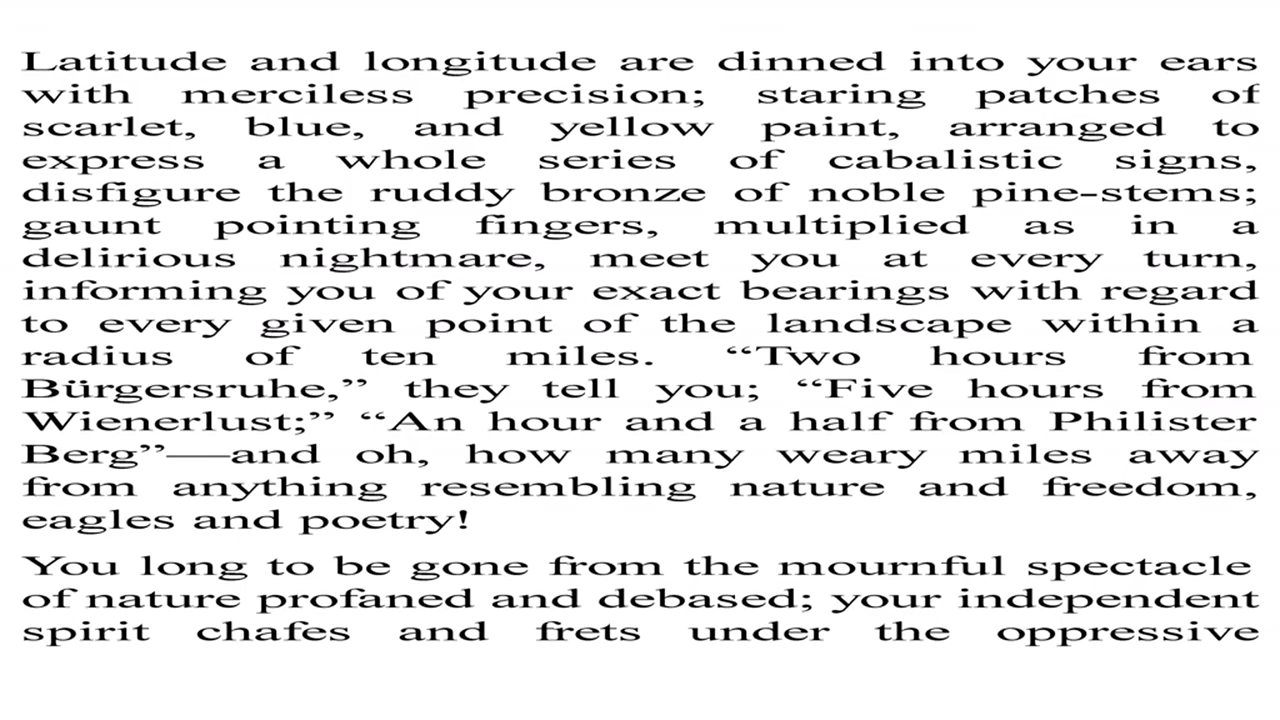 Latitude and longitude are dinned into your ears
with merciless precision; staring patches of
scarlet, blue, and yellow paint, arranged to
express a whole series of cabalistic signs,
disfigure the ruddy bronze of noble pine-stems;
gaunt pointing fingers, multiplied as in a
delirious nightmare, meet you at every turn,
informing you of your exact bearings with regard
to every given point of the landscape within a
radius of ten miles. “Two hours from
Bürgersruhe,” they tell you; “Five hours from
Wienerlust;” “An hour and a half from Philister
Berg”—and oh, how many weary miles away
from anything resembling nature and freedom,
eagles and poetry!
You long to be gone from the mournful spectacle
of nature profaned and debased; your independent
spirit chafes and frets under the oppressive